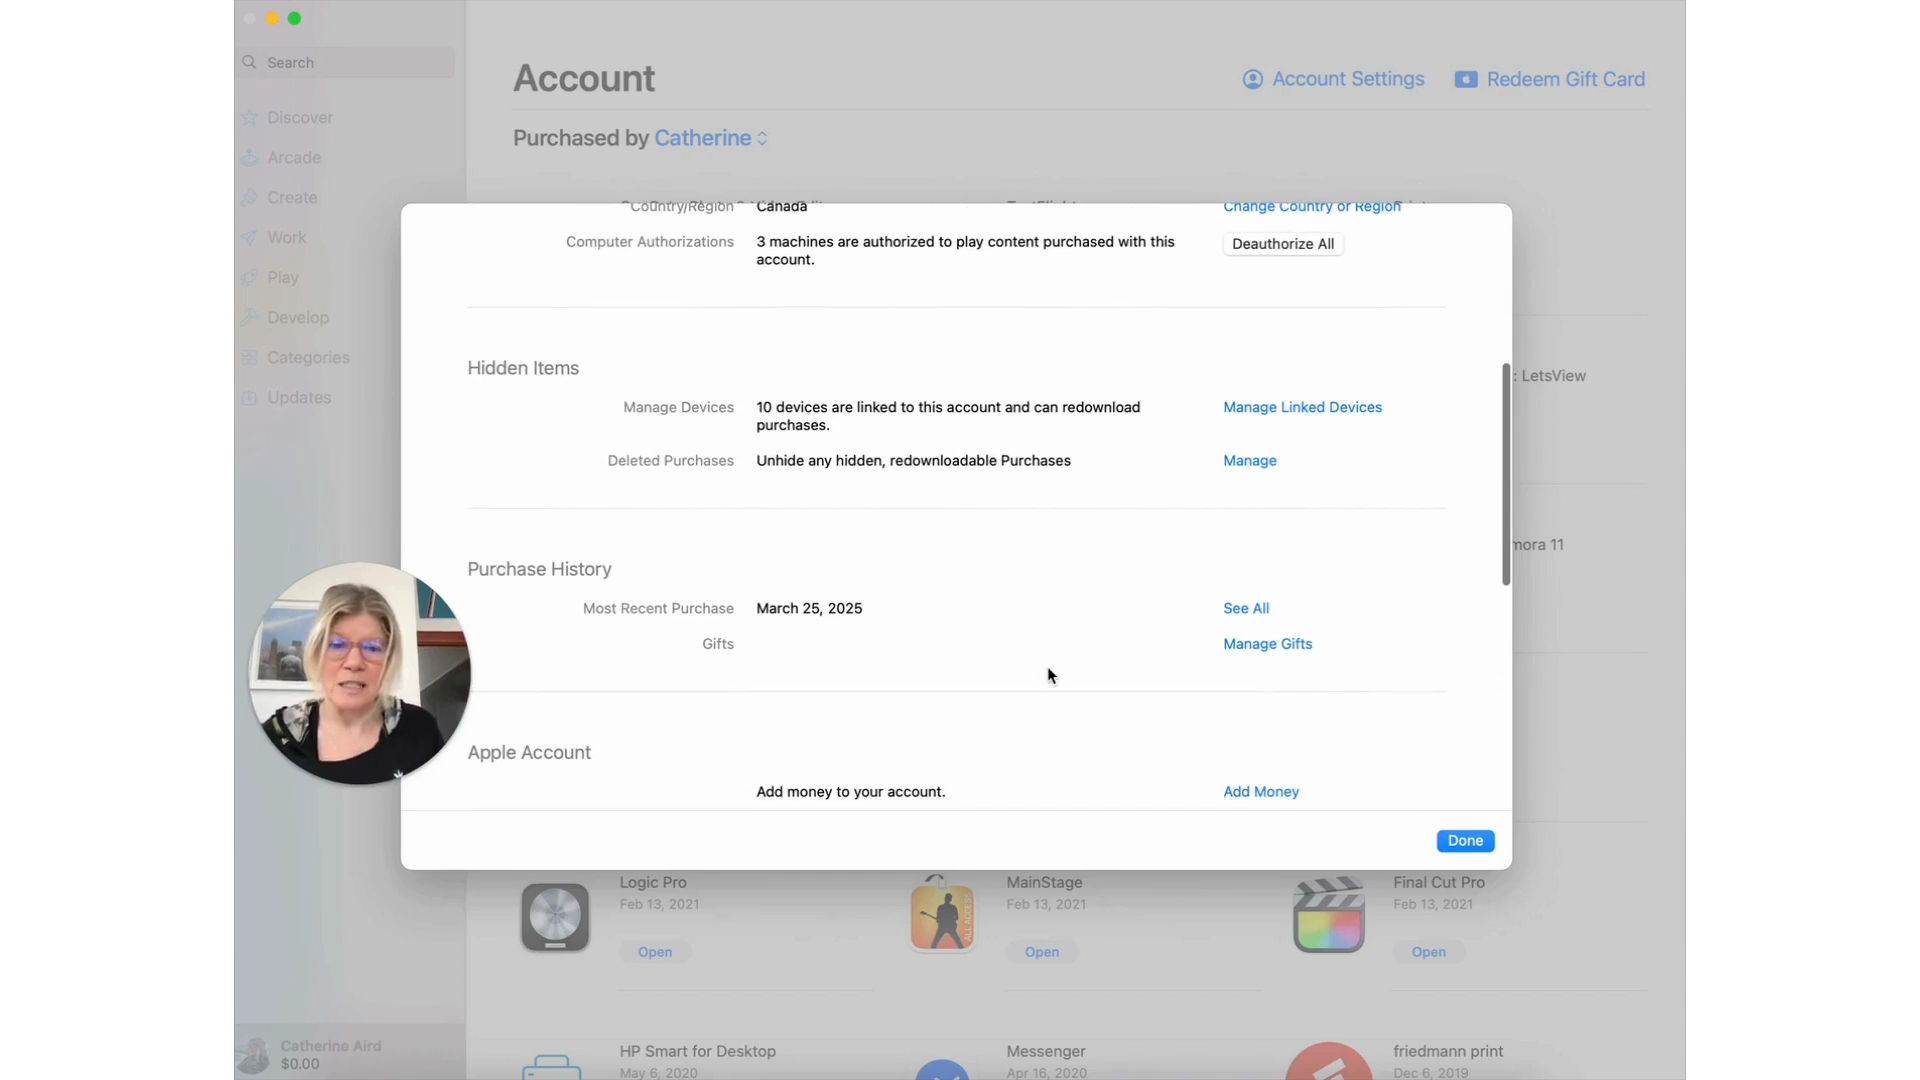 Search
Account
Account Settings
Redeem Gift Card
Discover
Purchased by Catherine
Arcade
Create
Work
Play
Develop
Categories
Updates
Country/Region
Canada
Change Country or Region
Computer Authorizations
3 machines are authorized to play content purchased with this
account.
Deauthorize All
Hidden Items
: LetsView
Manage Devices
10 devices are linked to this account and can redownload
purchases.
Manage Linked Devices
Deleted Purchases
Unhide any hidden, redownloadable Purchases
Manage
Purchase History
mora 11
Most Recent Purchase
March 25, 2025
See All
Gifts
Manage Gifts
Apple Account
Add money to your account.
Add Money
Done
Logic Pro
Feb 13, 2021
Open
MainStage
Feb 13, 2021
Open
Final Cut Pro
Feb 13, 2021
Open
ALL ACCESS
Catherine Aird
$0.00
HP Smart for Desktop
May 6, 2020
Messenger
Apr 16, 2020
friedmann print
Dec 6, 2019